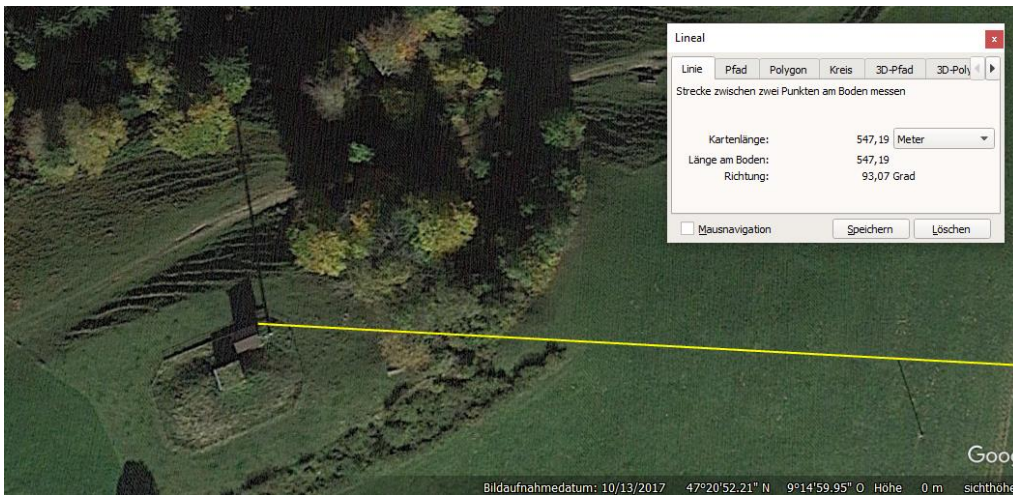 Lineal
x
Linie Pfad Polygon Kreis 3D-Pfad 3D-Poly
Strecke zwischen zwei Punkten am Boden messen
Kartenlänge: 547,19 Meter
Länge am Boden: 547,19
Richtung: 93,07 Grad
Mausnavigation Speichern Löschen
Goo
Bildaufnahmedatum: 10/13/2017 47°20'52.21" N 9°14'59.95" O Höhe 0 m sichthöhe